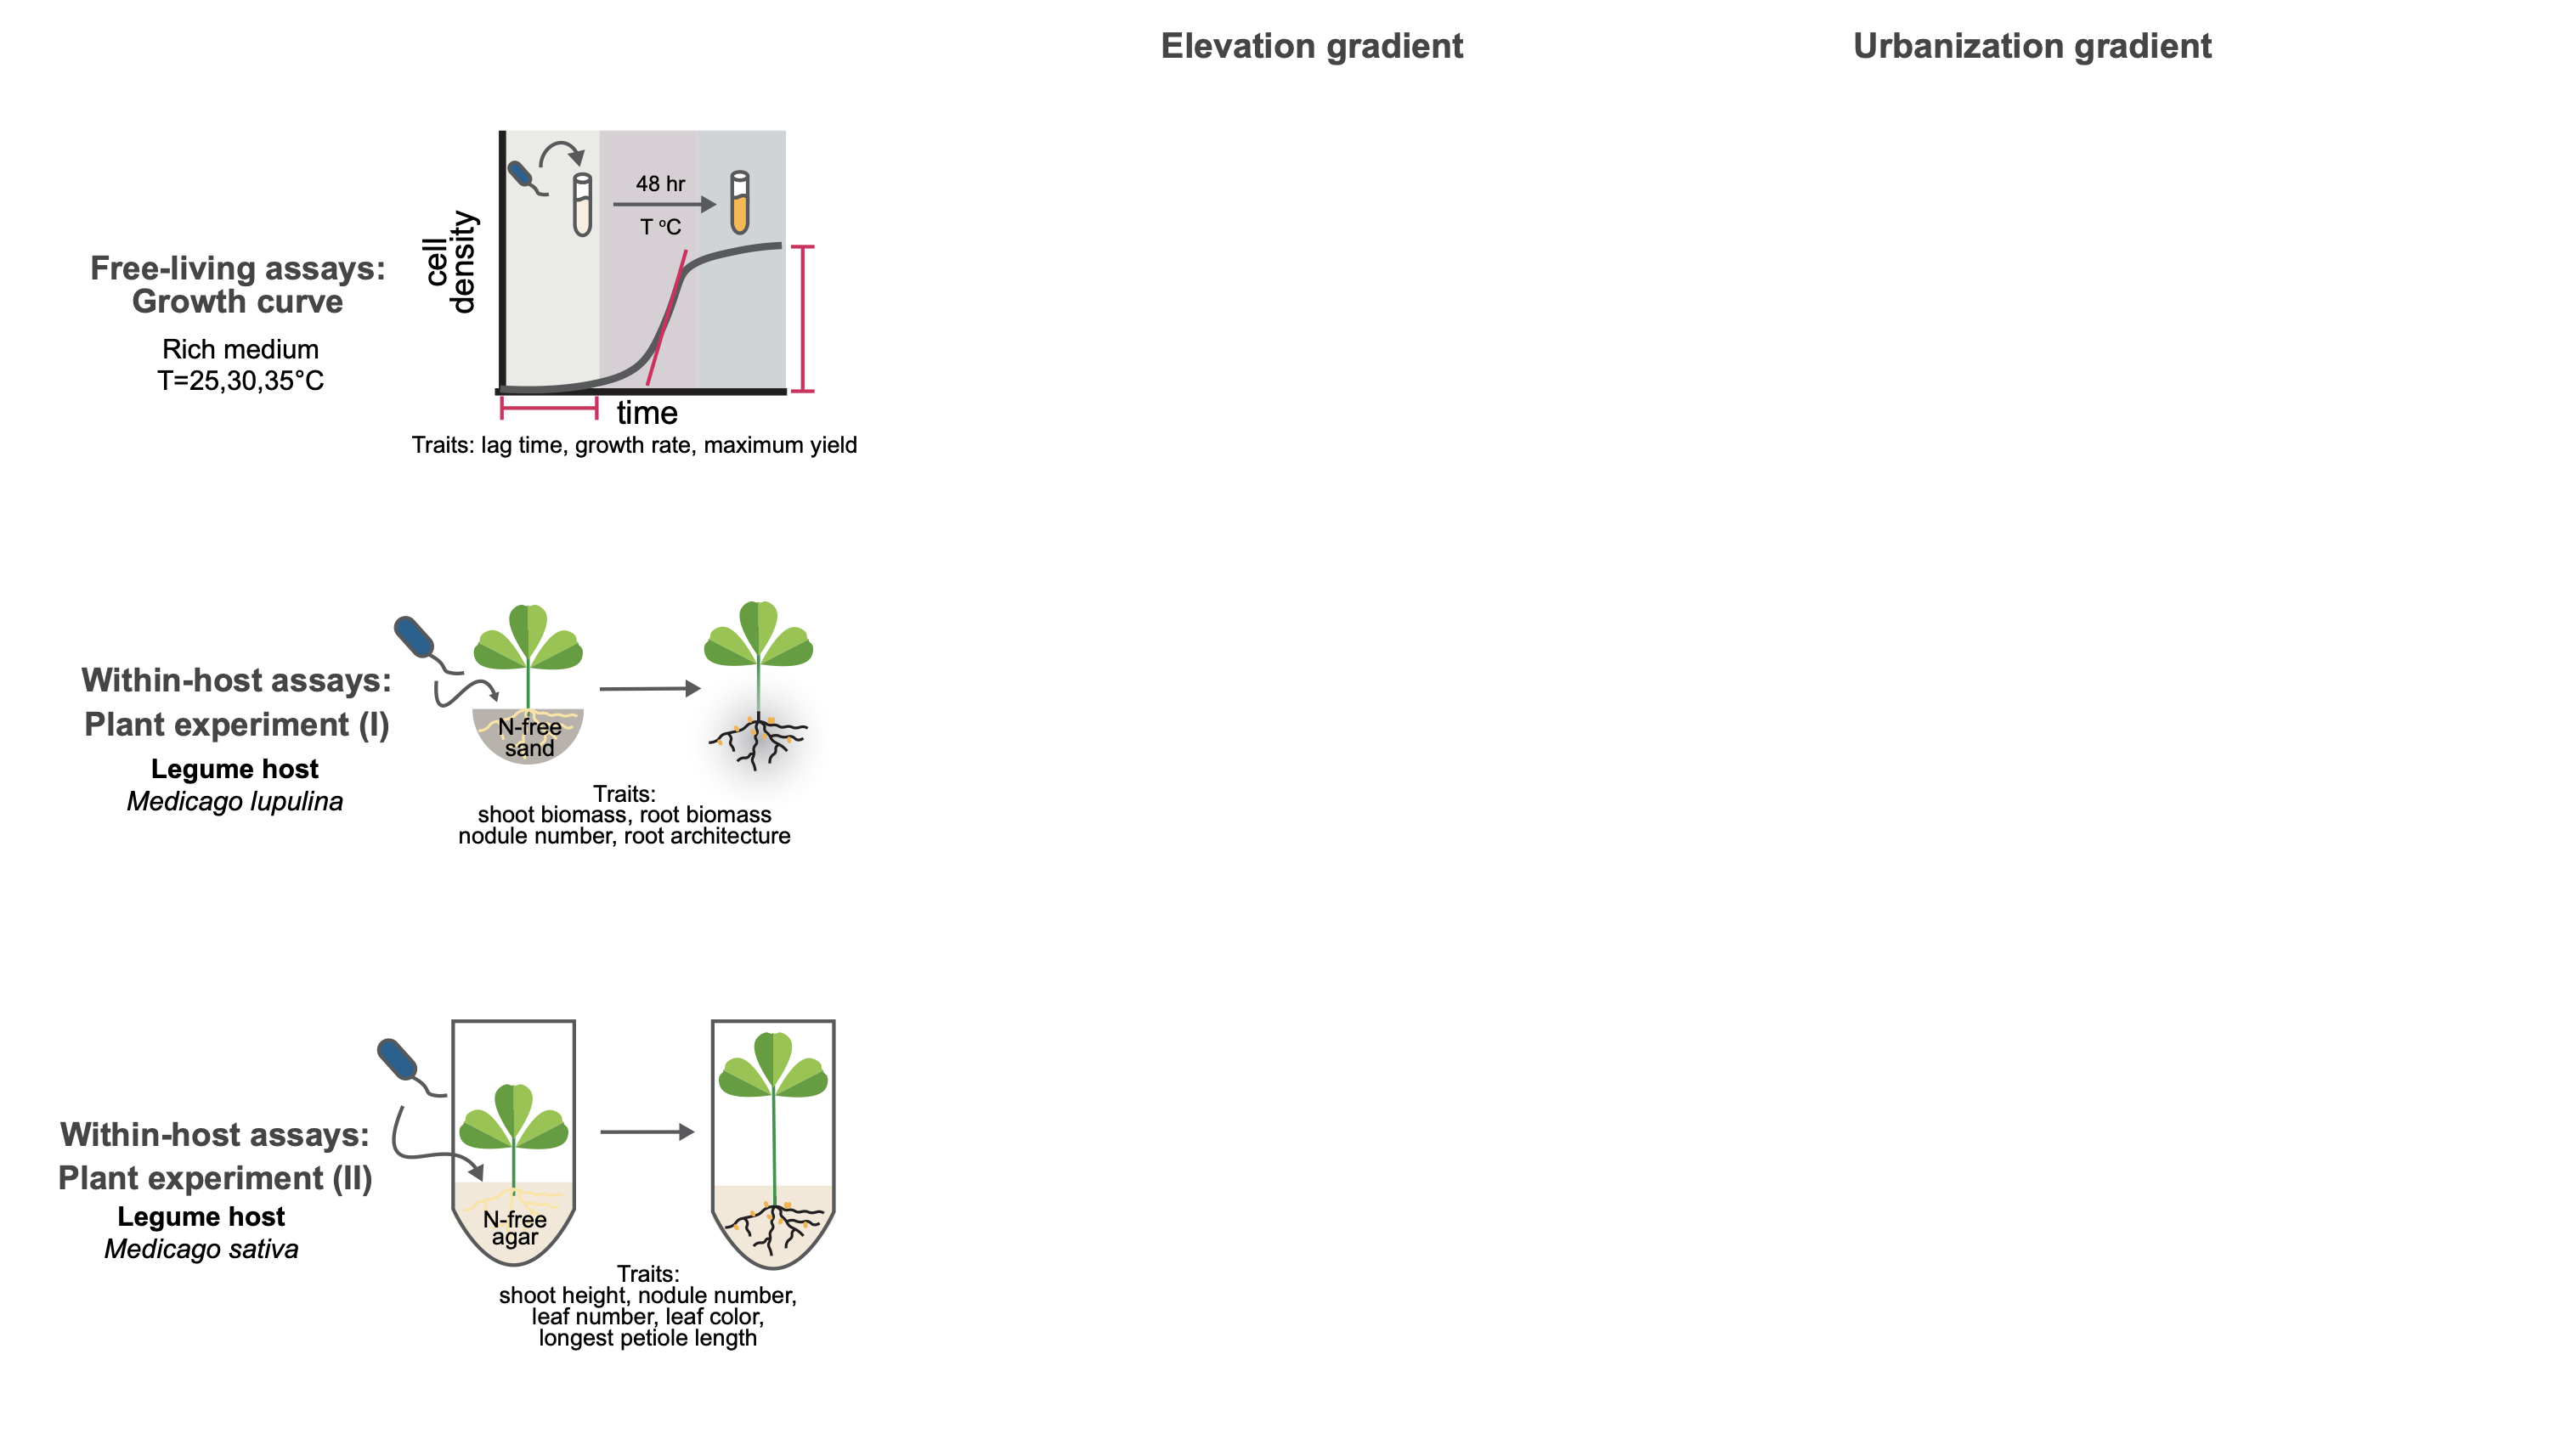 Elevation gradient
Urbanization gradient
Free-living assays:
Growth curve
Rich medium
T=25,30,35°C
cell
density
48 hr
T °C
time
Traits: lag time, growth rate, maximum yield
Within-host assays:
Plant experiment (I)
Legume host
Medicago lupulina
N-free
sand
Traits:
shoot biomass, root biomass
nodule number, root architecture
Within-host assays:
Plant experiment (II)
Legume host
Medicago sativa
N-free
agar
Traits:
shoot height, nodule number,
leaf number, leaf color,
longest petiole length